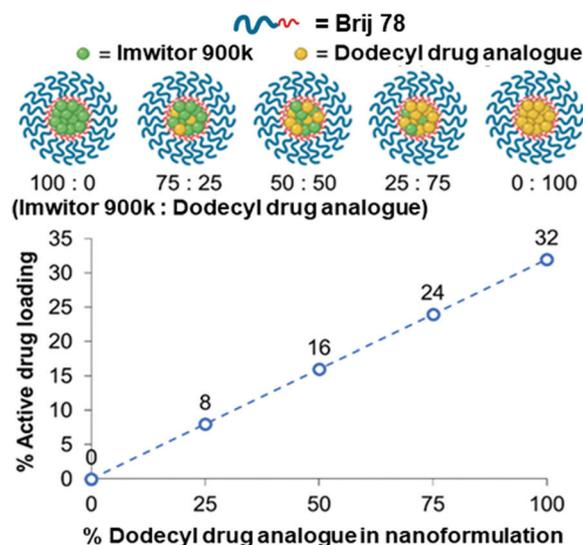 = Brij 78
= Imwitor 900k = Dodecyl drug analogue
100 : 0 75 : 25 50 : 50 25 : 75 0 : 100
(Imwitor 900k : Dodecyl drug analogue)
35
30
25
20
15
10
5
0
% Active drug loading
0
8
16
24
32
0 25 50 75 100
% Dodecyl drug analogue in nanoformulation